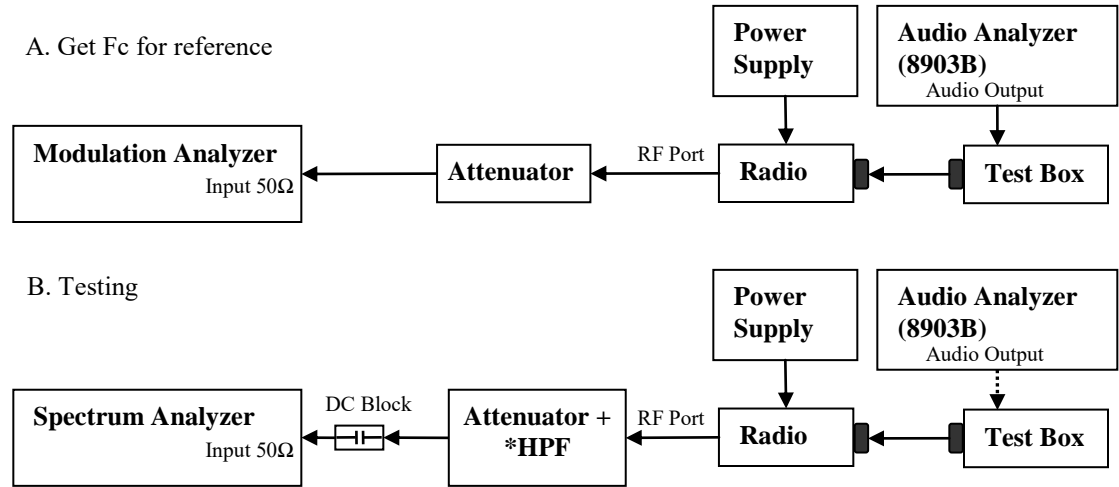 A. Get Fc for reference
Power
Supply
Audio Analyzer
(8903B)
Audio Output
Modulation Analyzer
Input 50Ω
Attenuator
RF Port
Radio
Test Box
B. Testing
Power
Supply
Audio Analyzer
(8903B)
Audio Output
Spectrum Analyzer
Input 50Ω
DC Block
Attenuator +
*HPF
RF Port
Radio
Test Box